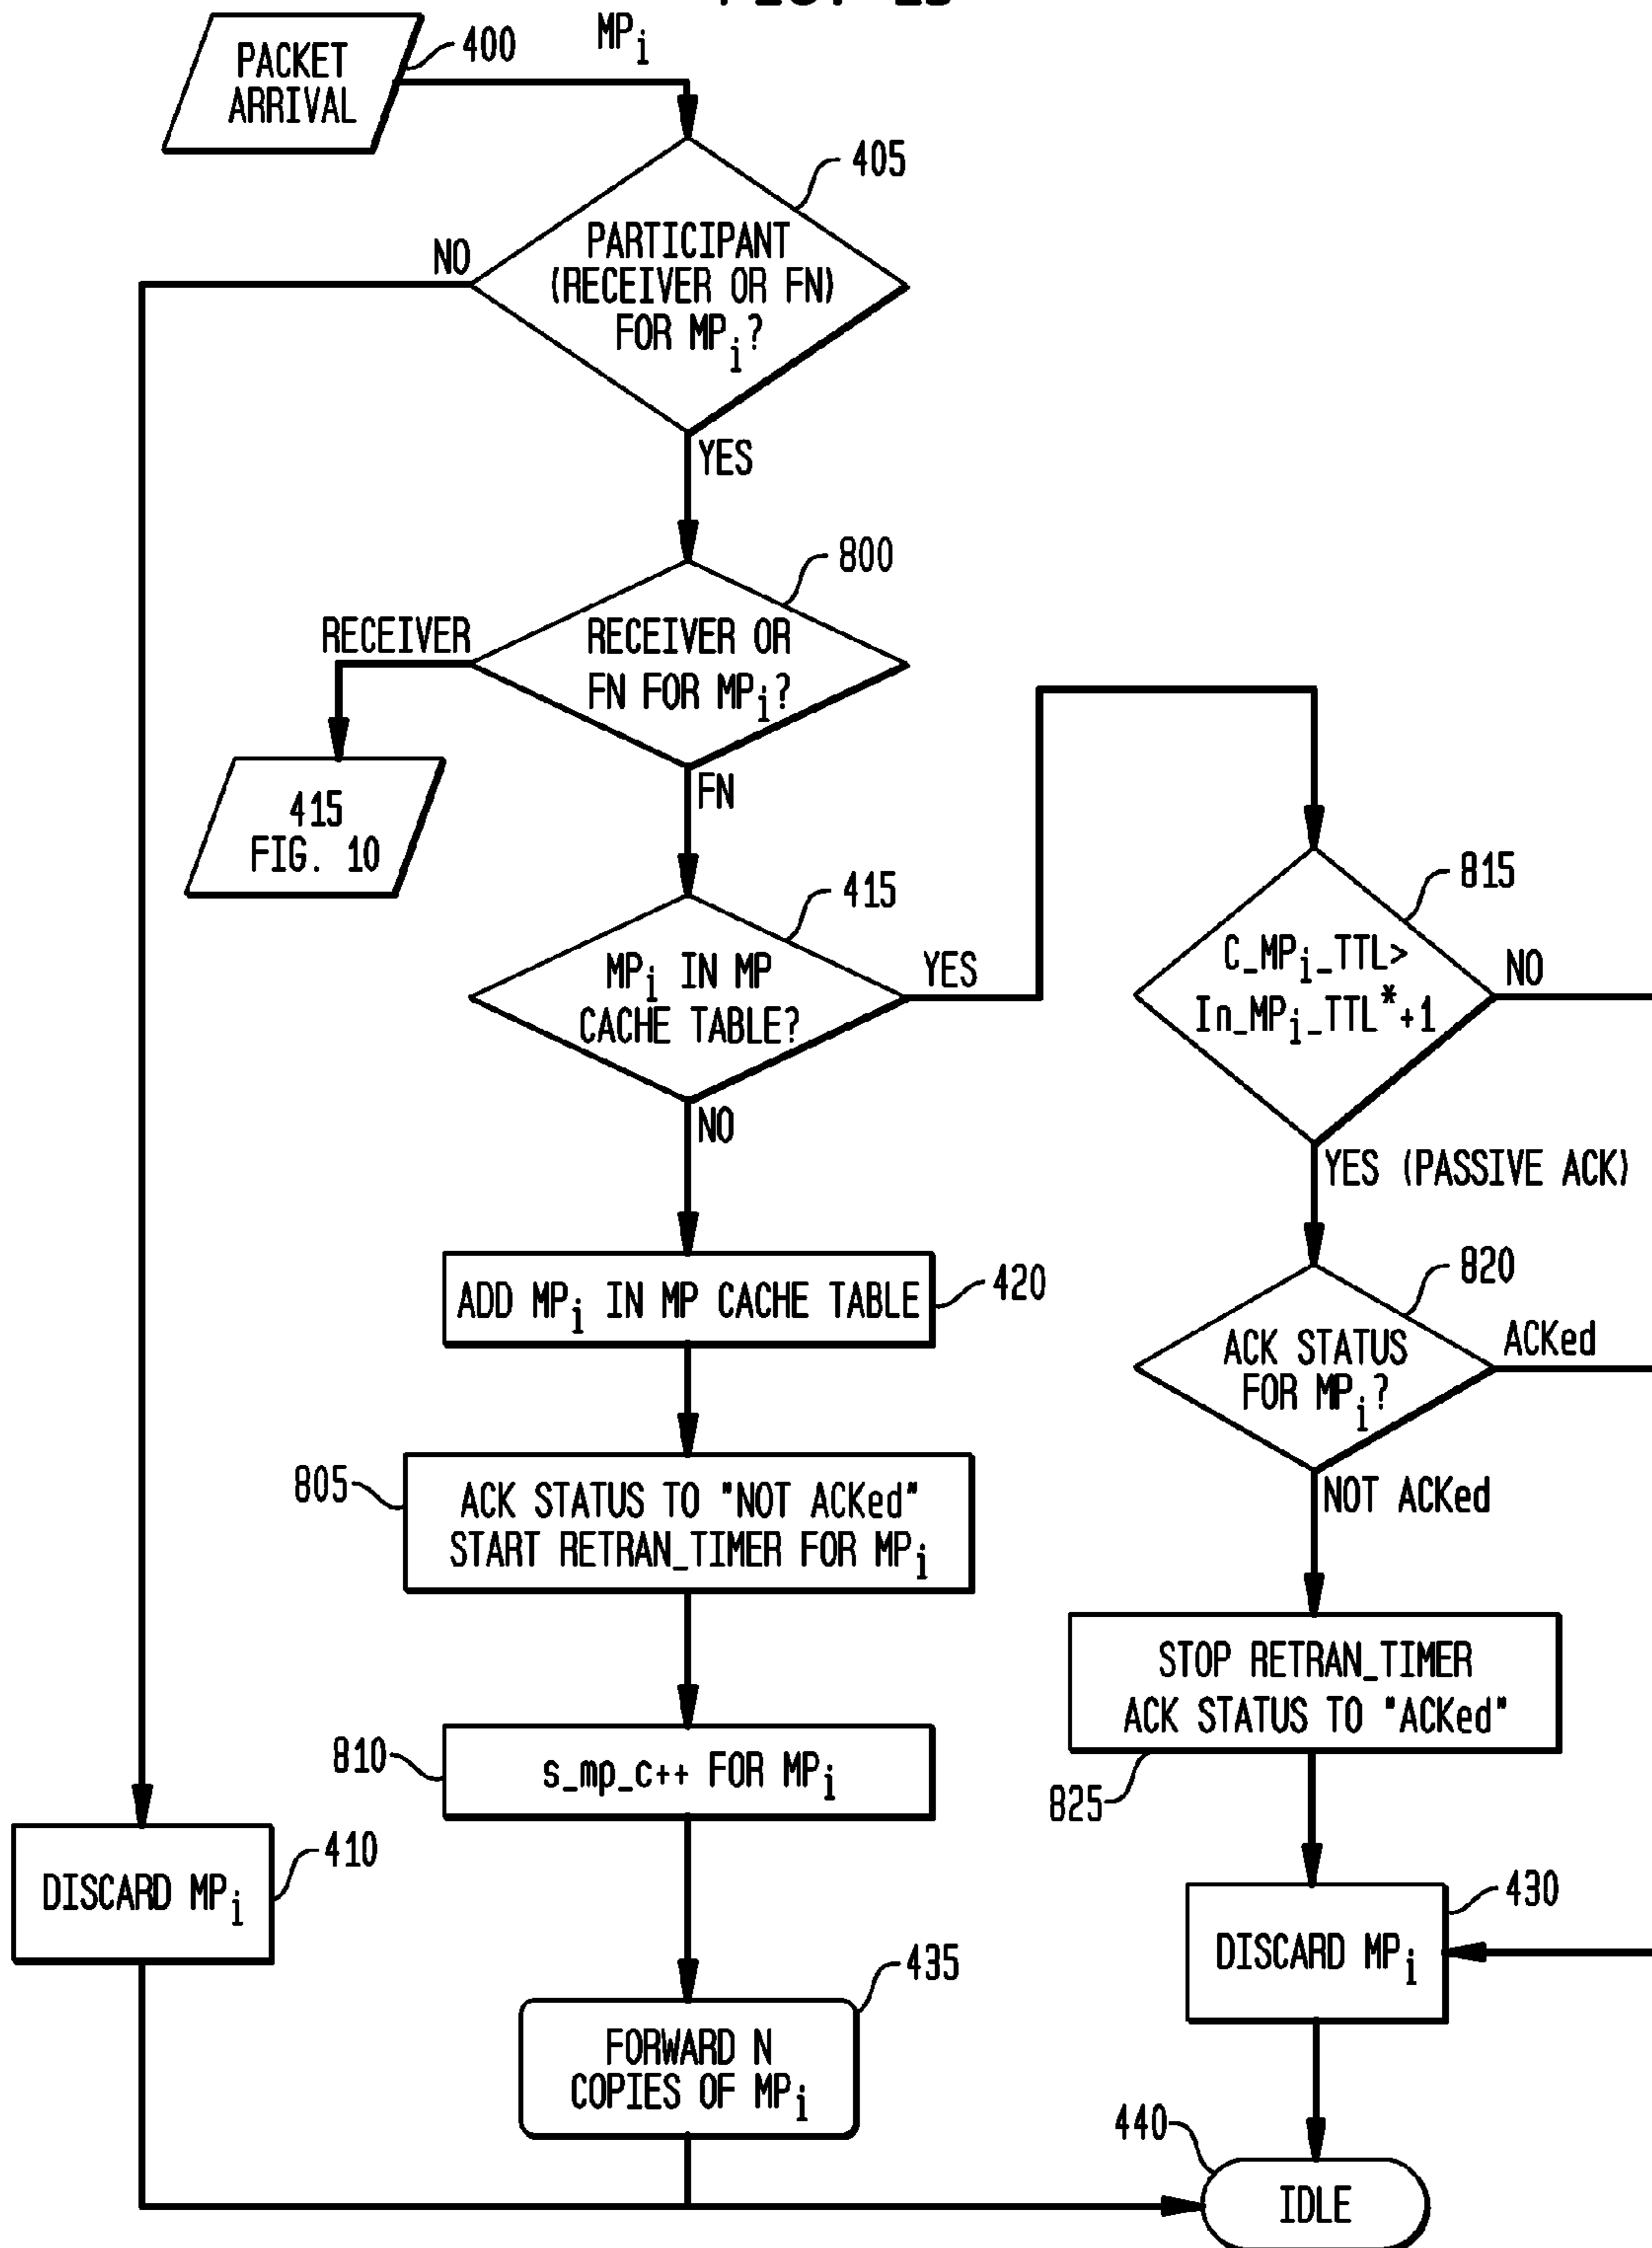 MPi
PACKET
ARRIVAL
400
405
PARTICIPANT
(RECEIVER OR FN)
FOR MPi?
NO
YES
800
RECEIVER OR
FN FOR MPi?
RECEIVER
415
FIG. 10
FN
415
MPi IN MP
CACHE TABLE?
YES
NO
815
C_MPi_TTL>
In_MPi_TTL*+1
NO
YES (PASSIVE ACK)
420
ADD MPi IN MP CACHE TABLE
820
ACK STATUS
FOR MPi?
ACKed
NOT ACKed
805
ACK STATUS TO "NOT ACKed"
START RETRAN_TIMER FOR MPi
STOP RETRAN_TIMER
ACK STATUS TO "ACKed"
825
810
s_mp_c++ FOR MPi
410
DISCARD MPi
430
DISCARD MPi
435
FORWARD N
COPIES OF MPi
440
IDLE